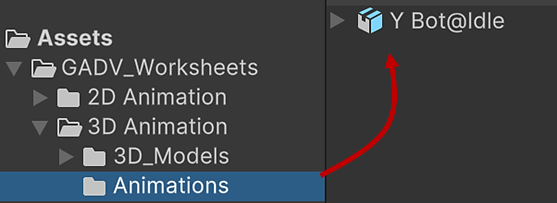 Assets
GADV_Worksheets
2D Animation
3D Animation
3D_Models
Animations
Y Bot@Idle